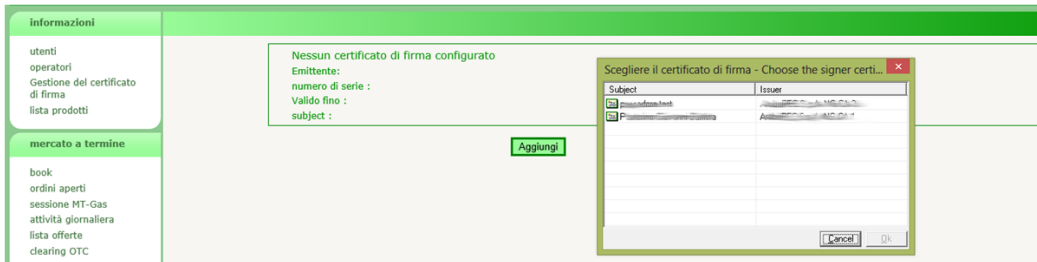 informazioni
utenti
operatori
Gestione del certificato
di firma
lista prodotti
mercato a termine
book
ordini aperti
sessione MT-Gas
attività giornaliera
lista offerte
clearing OTC
Nessun certificato di firma configurato
Emittente:
numero di serie :
Valido fino :
subject :
Aggiungi
Scegliere il certificato di firma - Choose the signer certi...
Subject Issuer
Cancel Ok